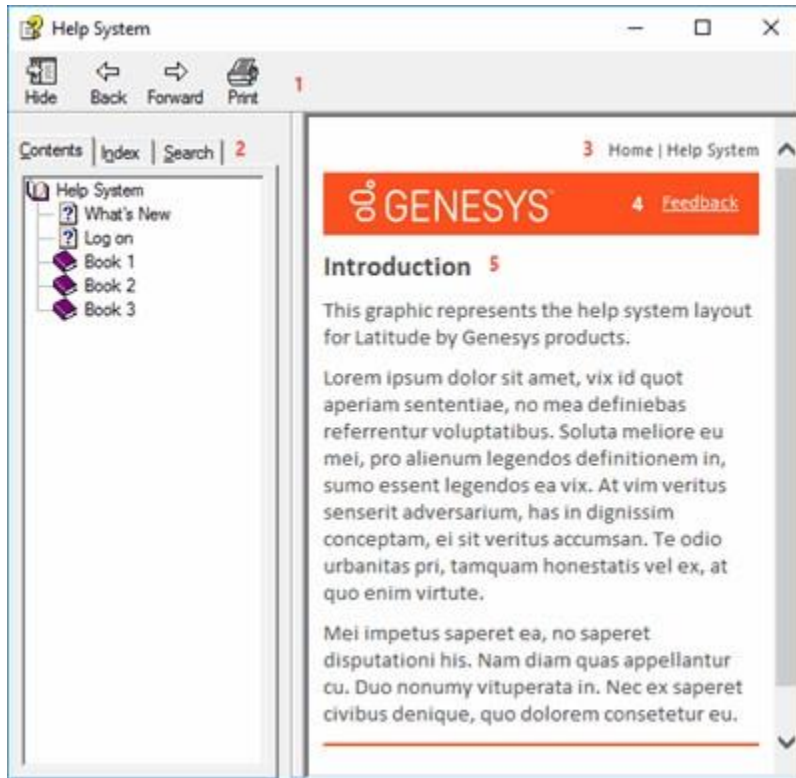 Help System
Hide Back Forward Print 1
Contents Index Search 2
Help System
What's New
Log on
Book 1
Book 2
Book 3
3 Home | Help System
GENESYS 4 Feedback
Introduction 5
This graphic represents the help system layout
for Latitude by Genesys products.
Lorem ipsum dolor sit amet, vix id quot
aperiam sententiae, no mea definiebas
referrentur voluptatibus. Soluta meliore eu
mei, pro alienum legendos definitionem in,
sumo essent legendos ea vix. At vim veritus
senserit adversarium, has in dignissim
conceptam, ei sit veritus accumsan. Te odio
urbanitas pri, tamquam honestatis vel ex, at
quo enim virtute.
Mei impetus saperet ea, no saperet
disputationi his. Nam diam quas appellantur
cu. Duo nonumy vituperata in. Nec ex saperet
civibus denique, quo dolorem consetetur eu.